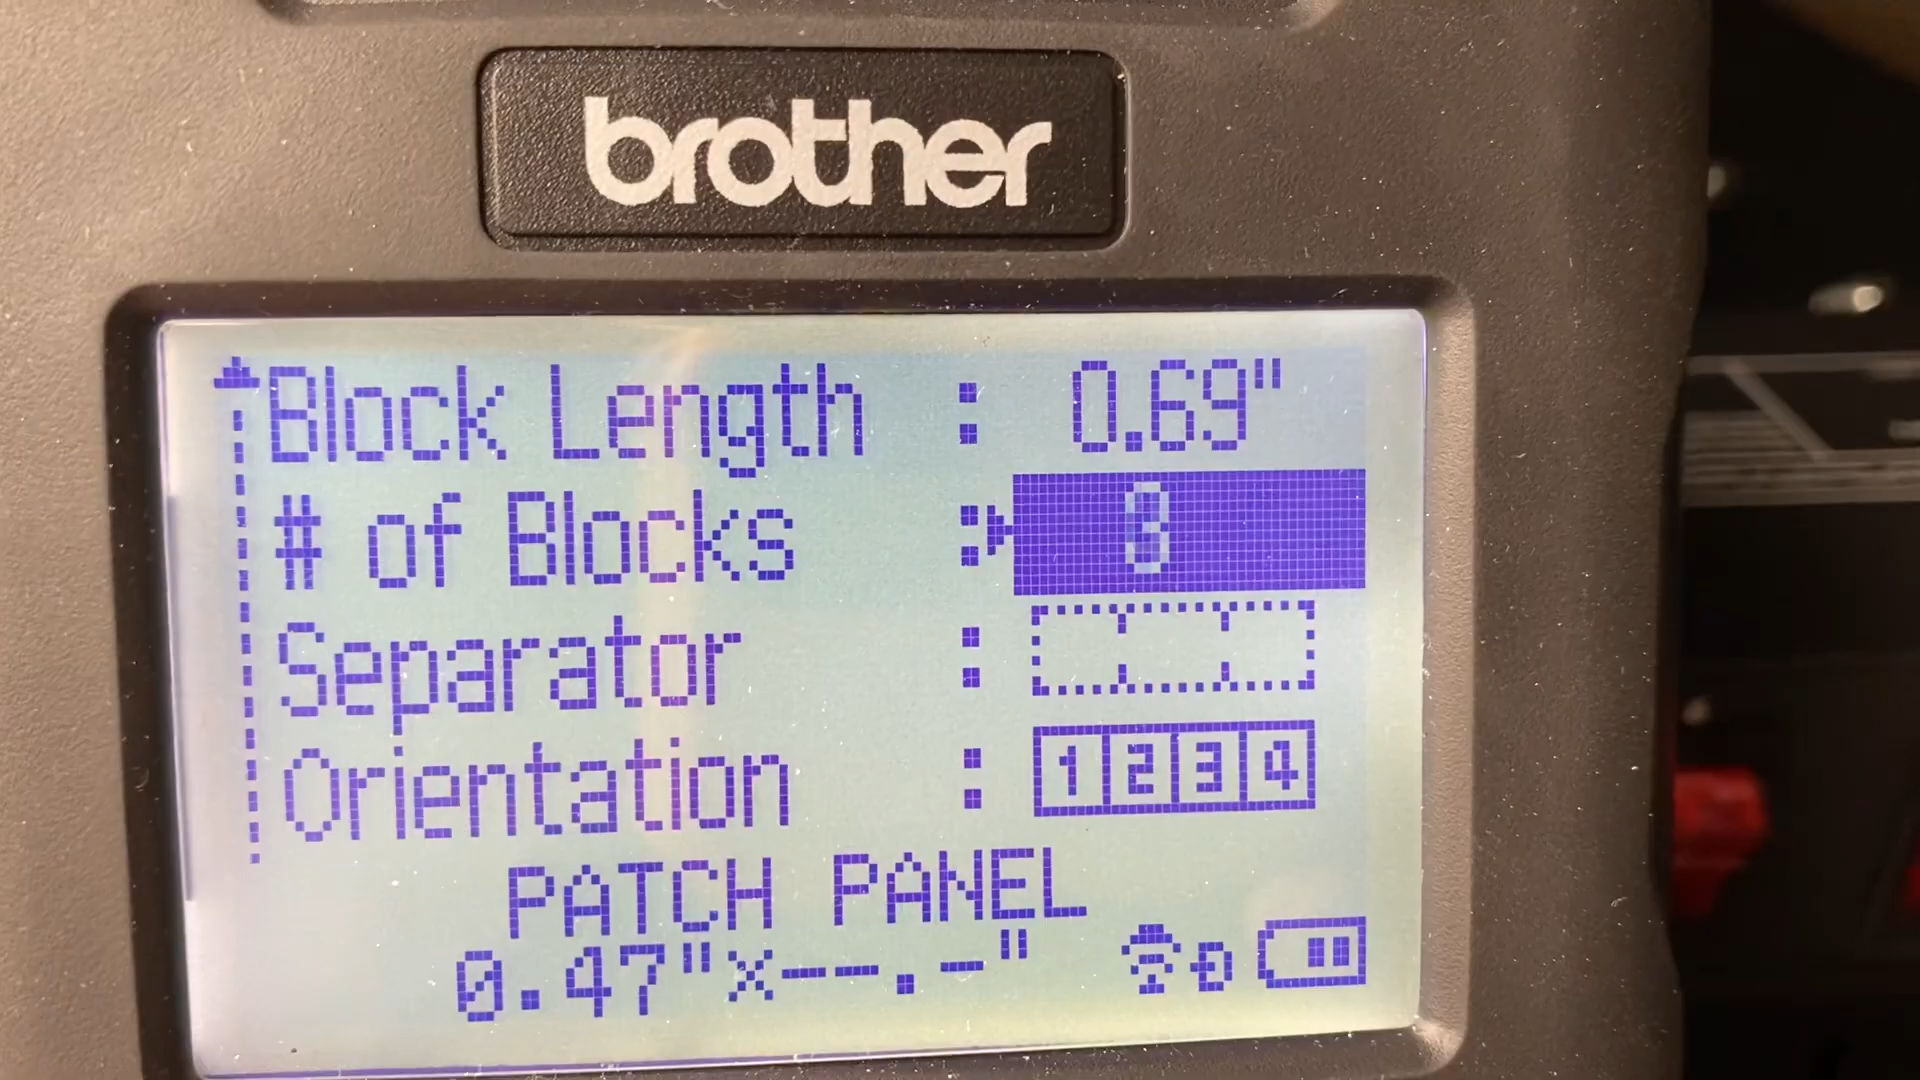 brother
Block Length : 0.69"
# of Blocks :
Separator :
Orientation : 1 2 3 4
PATCH PANEL
0.47"x--.-"